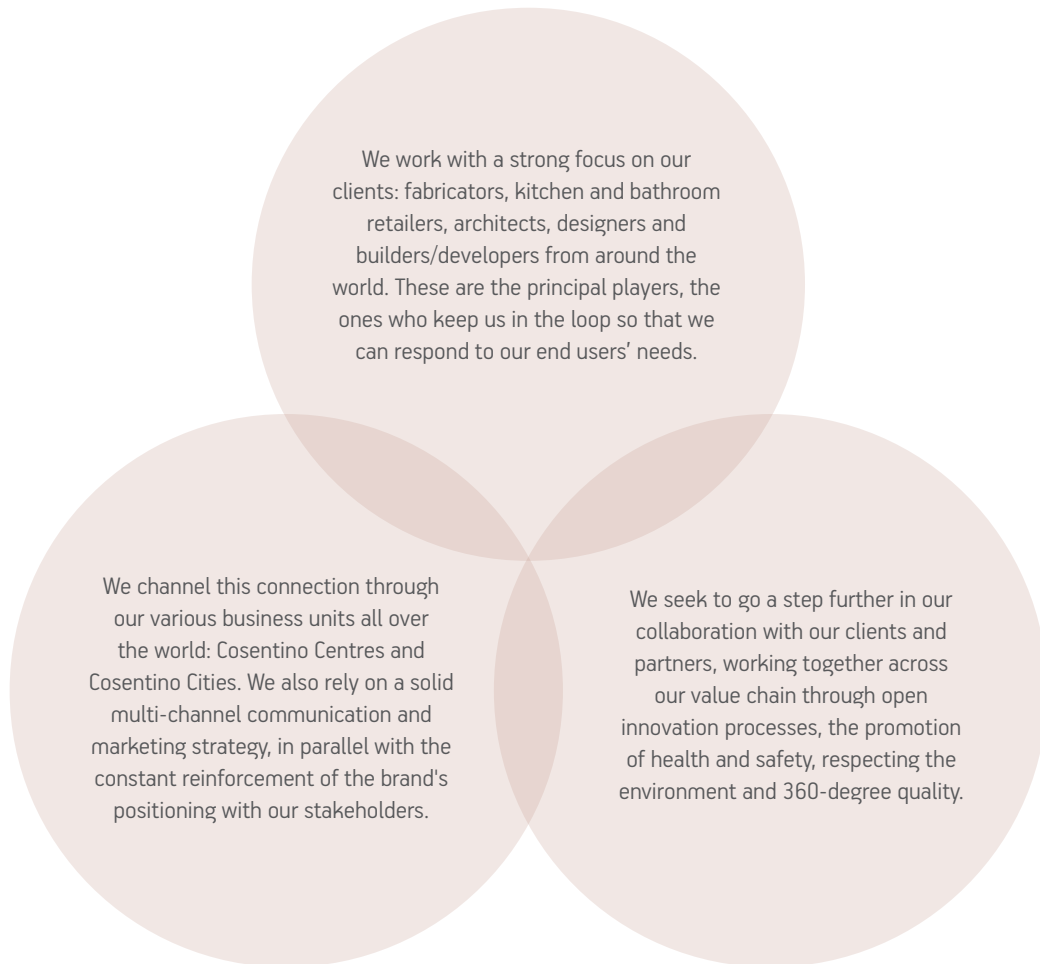 We work with a strong focus on our
clients: fabricators, kitchen and bathroom
retailers, architects, designers and
builders/developers from around the
world. These are the principal players, the
ones who keep us in the loop so that we
can respond to our end users’ needs.
We channel this connection through
our various business units all over
the world: Cosentino Centres and
Cosentino Cities. We also rely on a solid
multi-channel communication and
marketing strategy, in parallel with the
constant reinforcement of the brand's
positioning with our stakeholders.
We seek to go a step further in our
collaboration with our clients and
partners, working together across
our value chain through open
innovation processes, the promotion
of health and safety, respecting the
environment and 360-degree quality.